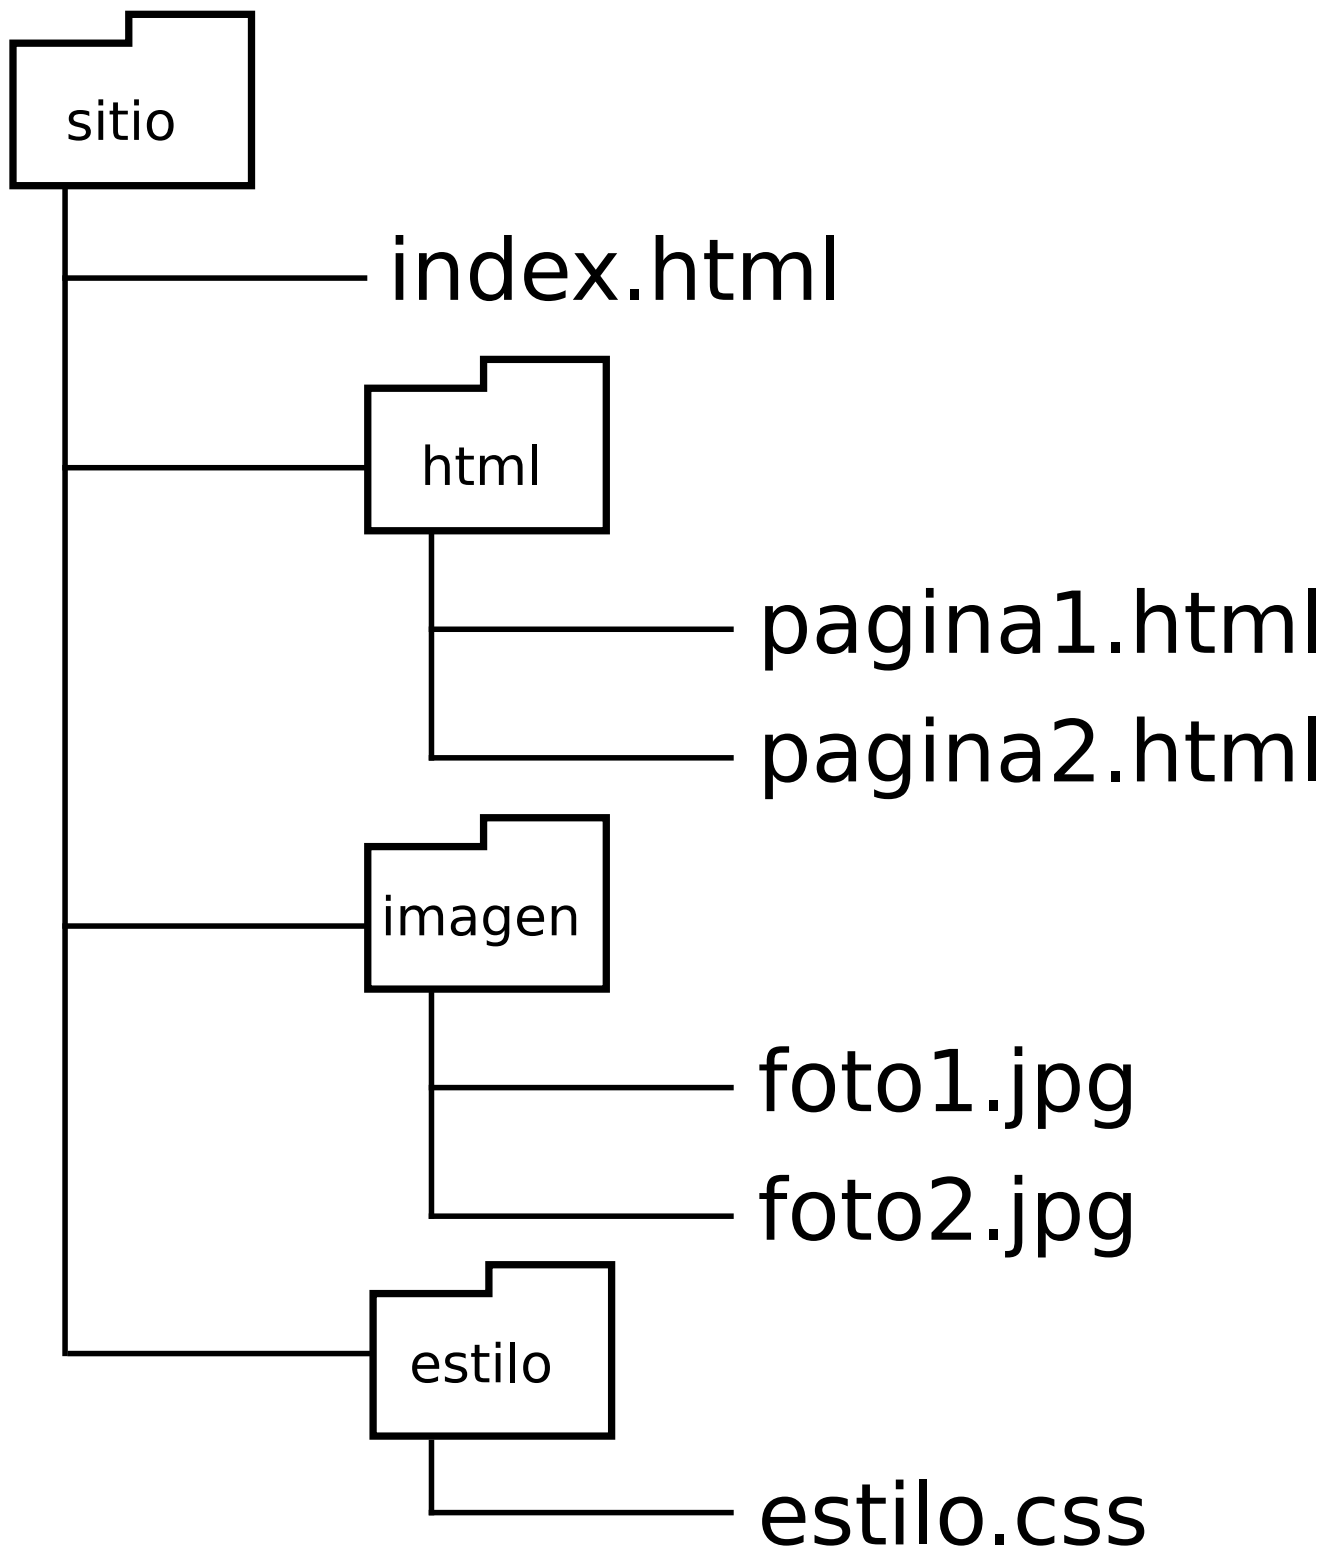 sitio
index.html
html
pagina1.html
pagina2.html
imagen
foto1.jpg
foto2.jpg
estilo
estilo.css